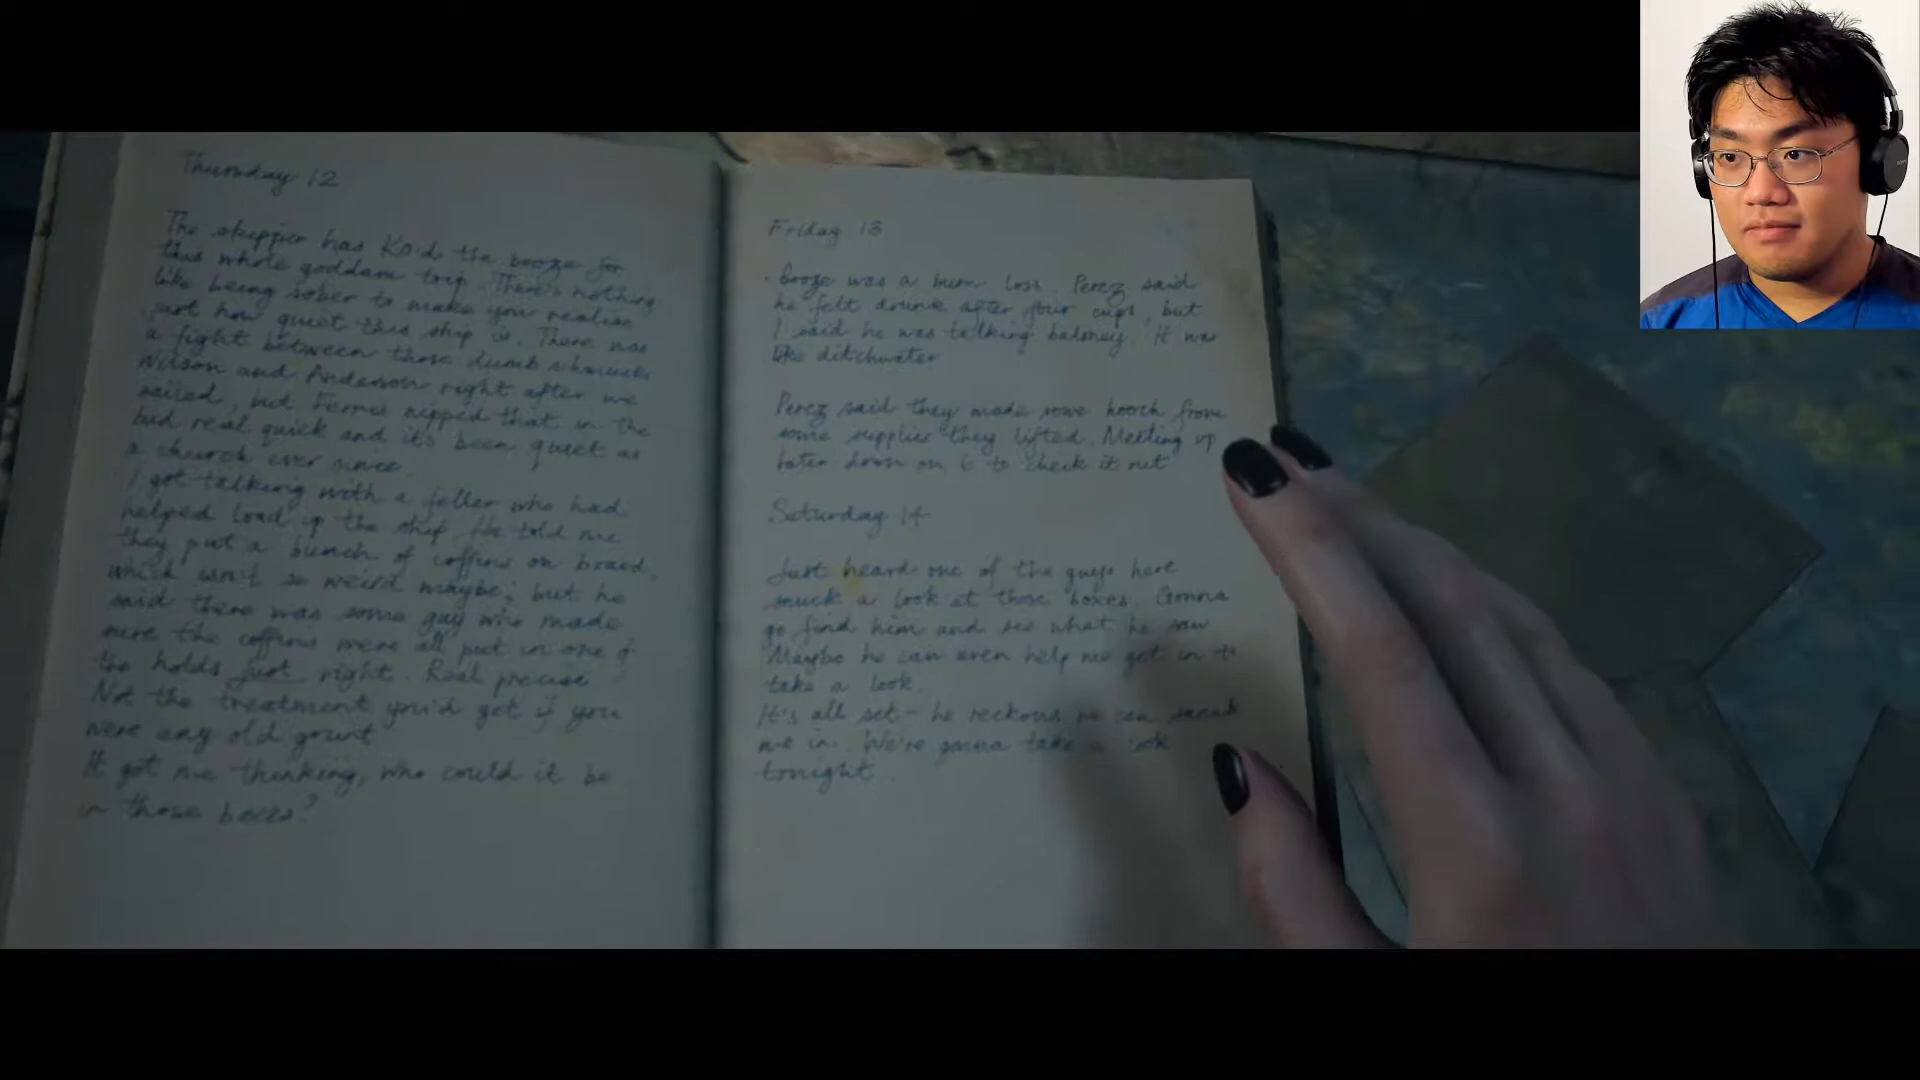 Thursday 12
The skipper has KO'd the booze for
this whole goddam trip. There's nothing
like being sober to make you realise
just how quiet this ship is. There was
a fight between those dumb schmucks
Wilson and Anderson right after we
sailed, but Ferris nipped that in the
bud real quick and it's been quiet as
a church ever since.
I got talking with a feller who had
helped load up the ship. He told me
they put a bunch of coffins on board,
which isn't so weird maybe, but he
said there was some guy who made
sure the coffins were all put in one of
the holds just right. Real precise
Not the treatment you'd get if you
were any old grunt
It got me thinking, who could it be
in those boxes?
Friday 13
Booze was a bum loss. Perez said
he felt drunk after four cups, but
I said he was talking baloney. It was
like ditchwater
Perez said they made some hooch from
some supplies they lifted. Meeting up
later down on 6 to check it out
Saturday 14
Just heard one of the guys here
snuck a look at those boxes. Gonna
go find him and see what he saw
Maybe he can even help me get in to
take a look.
It's all set - he reckons he can sneak
me in. We're gonna take a look
tonight.